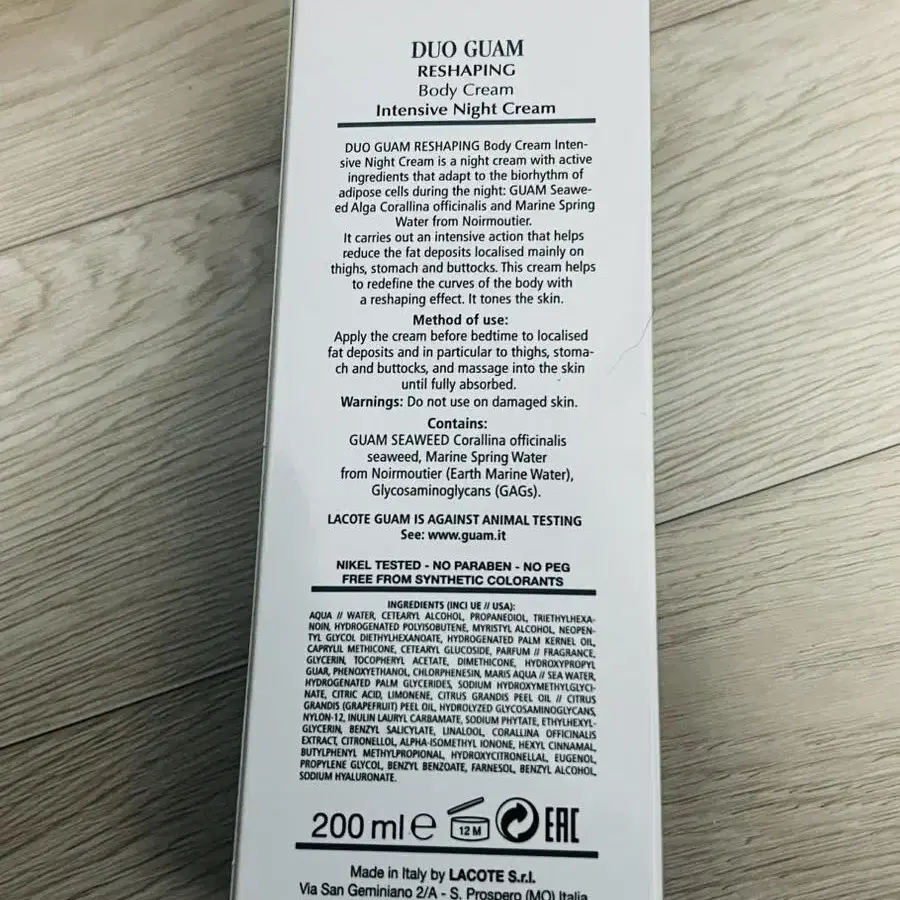 DUO GUAM
RESHAPING
Body Cream
Intensive Night Cream
DUO GUAM RESHAPING Body Cream Inten-
sive Night Cream is a night cream with active
ingredients that adapt to the biorhythm of
adipose cells during the night: GUAM Seawe-
ed Alga Corallina officinalis and Marine Spring
Water from Noirmoutier.
It carries out an intensive action that helps
reduce the fat deposits localised mainly on
thighs, stomach and buttocks. This cream helps
to redefine the curves of the body with
a reshaping effect. It tones the skin.
Method of use:
Apply the cream before bedtime to localised
fat deposits and in particular to thighs, stoma-
ch and buttocks, and massage into the skin
until fully absorbed.
Warnings: Do not use on damaged skin.
Contains:
GUAM SEAWEED Corallina officinalis
seaweed, Marine Spring Water
from Noirmoutier (Earth Marine Water),
Glycosaminoglycans (GAGs).
LACOTE GUAM IS AGAINST ANIMAL TESTING
See: www.guam.it
NIKEL TESTED - NO PARABEN - NO PEG
FREE FROM SYNTHETIC COLORANTS
INGREDIENTS (INCI UE // USA):
AQUA // WATER, CETEARYL ALCOHOL, PROPANEDIOL, TRIETHYLHEXA-
NOIN, HYDROGENATED POLYISOBUTENE, MYRISTYL ALCOHOL, NEOPEN-
TYL GLYCOL DIETHYLHEXANOATE, HYDROGENATED PALM KERNEL OIL,
CAPRYLIL METHICONE, CETEARYL GLUCOSIDE, PARFUM // FRAGRANCE,
GLYCERIN, TOCOPHERYL ACETATE, DIMETHICONE, HYDROXYPROPYL
GUAR, PHENOXYETHANOL, CHLORPHENESIN, MARIS AQUA // SEA WATER,
HYDROGENATED PALM GLYCERIDES, SODIUM HYDROXYMETHYLGLYCI-
NATE, CITRIC ACID, LIMONENE, CITRUS GRANDIS PEEL OIL // CITRUS
GRANDIS (GRAPEFRUIT) PEEL OIL, HYDROLYZED GLYCOSAMINOGLYCANS,
NYLON-12, INULIN LAURYL CARBAMATE, SODIUM PHYTATE, ETHYLHEXYL-
GLYCERIN, BENZYL SALICYLATE, LINALOOL, CORALLINA OFFICINALIS
EXTRACT, CITRONELLOL, ALPHA-ISOMETHYL IONONE, HEXYL CINNAMAL,
BUTYLPHENYL METHYLPROPIONAL, HYDROXYCITRONELLAL, EUGENOL,
PROPYLENE GLYCOL, BENZYL BENZOATE, FARNESOL, BENZYL ALCOHOL,
SODIUM HYALURONATE.
200 ml e 12 M EAC
Made in Italy by LACOTE S.r.l.
Via San Geminiano 2/A - S. Prospero (MO) Italia